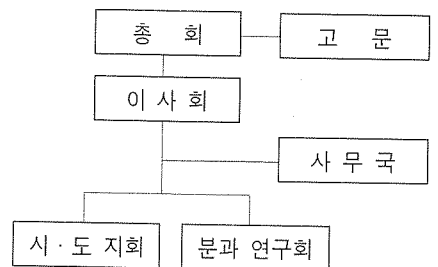 총 회 고 문
이 사 회
사 무 국
시 · 도 지회 분과 연구회